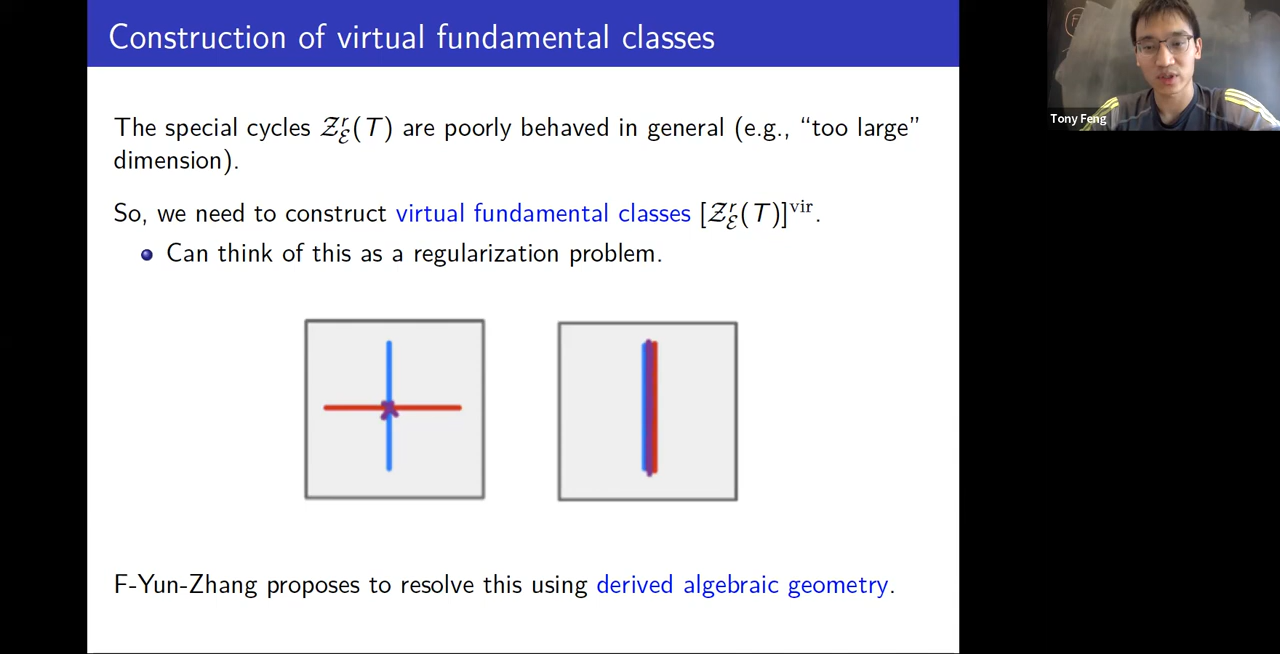 Construction of virtual fundamental classes
The special cycles 𝒵ʳ_ℰ(T) are poorly behaved in general (e.g., “too large”
dimension).
So, we need to construct virtual fundamental classes [𝒵ʳ_ℰ(T)]^vir.
Can think of this as a regularization problem.
F-Yun-Zhang proposes to resolve this using derived algebraic geometry.
Tony Feng